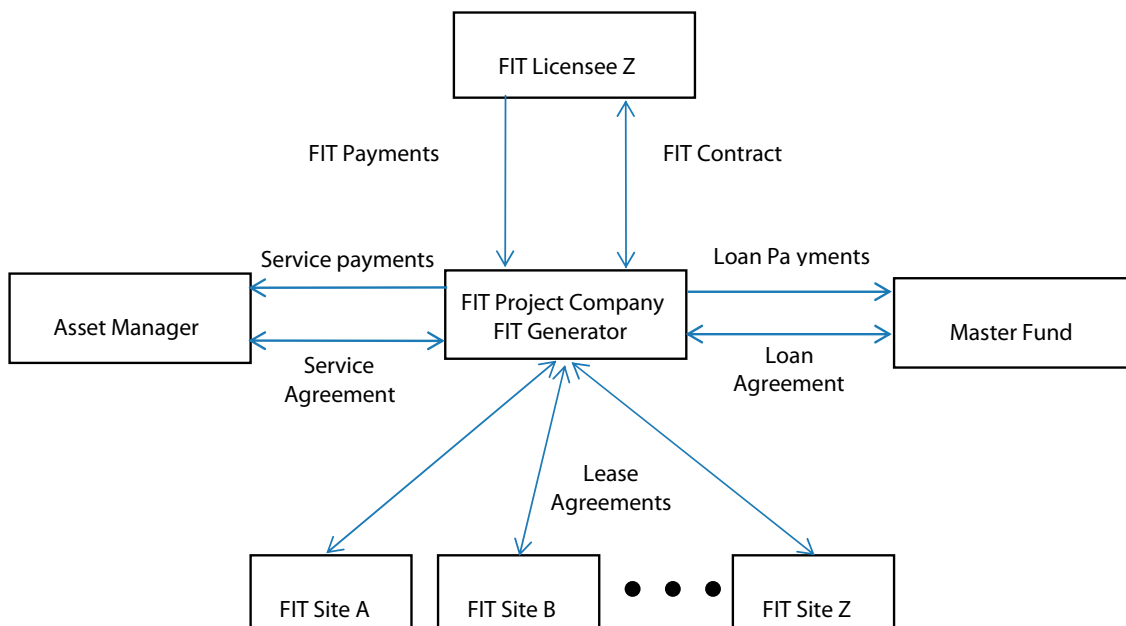 FIT Licensee Z
FIT Payments
FIT Contract
Service payments
Loan Pa yments
Asset Manager
FIT Project Company
FIT Generator
Master Fund
Service
Agreement
Loan
Agreement
Lease
Agreements
FIT Site A
FIT Site B
FIT Site Z